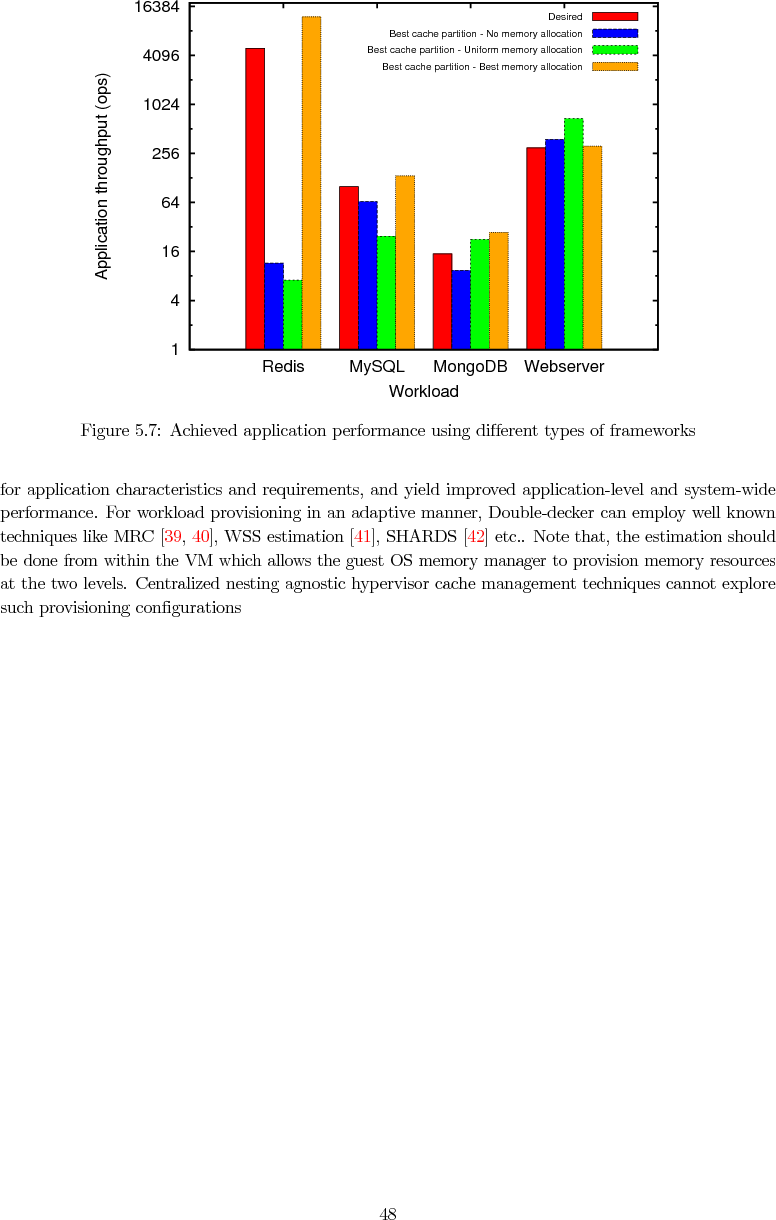 16384
4096
1024
256
64
16
4
1
Application throughput (ops)
Desired
Best cache partition - No memory allocation
Best cache partition - Uniform memory allocation
Best cache partition - Best memory allocation
Redis MySQL MongoDB Webserver
Workload
Figure 5.7: Achieved application performance using different types of frameworks
for application characteristics and requirements, and yield improved application-level and system-wide
performance. For workload provisioning in an adaptive manner, Double-decker can employ well known
techniques like MRC [39, 40], WSS estimation [41], SHARDS [42] etc.. Note that, the estimation should
be done from within the VM which allows the guest OS memory manager to provision memory resources
at the two levels. Centralized nesting agnostic hypervisor cache management techniques cannot explore
such provisioning configurations
48